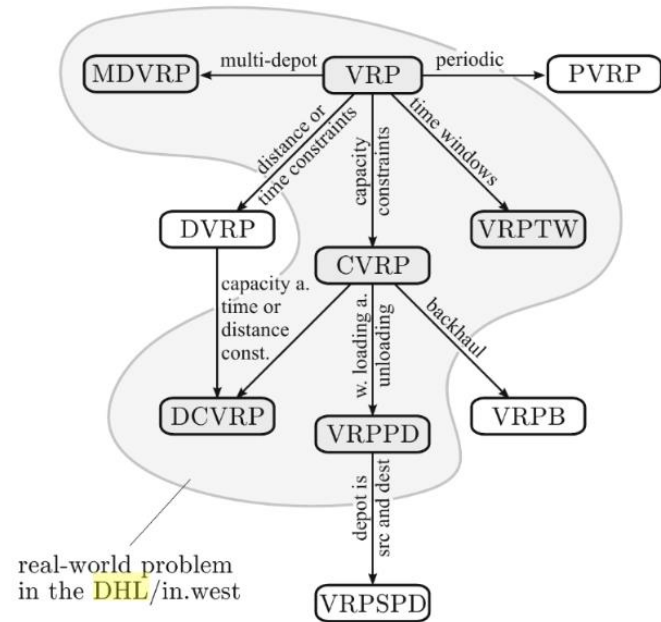 MDVRP
multi-depot
VRP
periodic
PVRP
distance or
time constraints
capacity
constraints
time windows
DVRP
VRPTW
CVRP
capacity a.
time or
distance
const.
w. loading a.
unloading
backhaul
DCVRP
VRPPD
VRPB
depot is
src and dest
real-world problem
in the DHL/in.west
VRPSPD